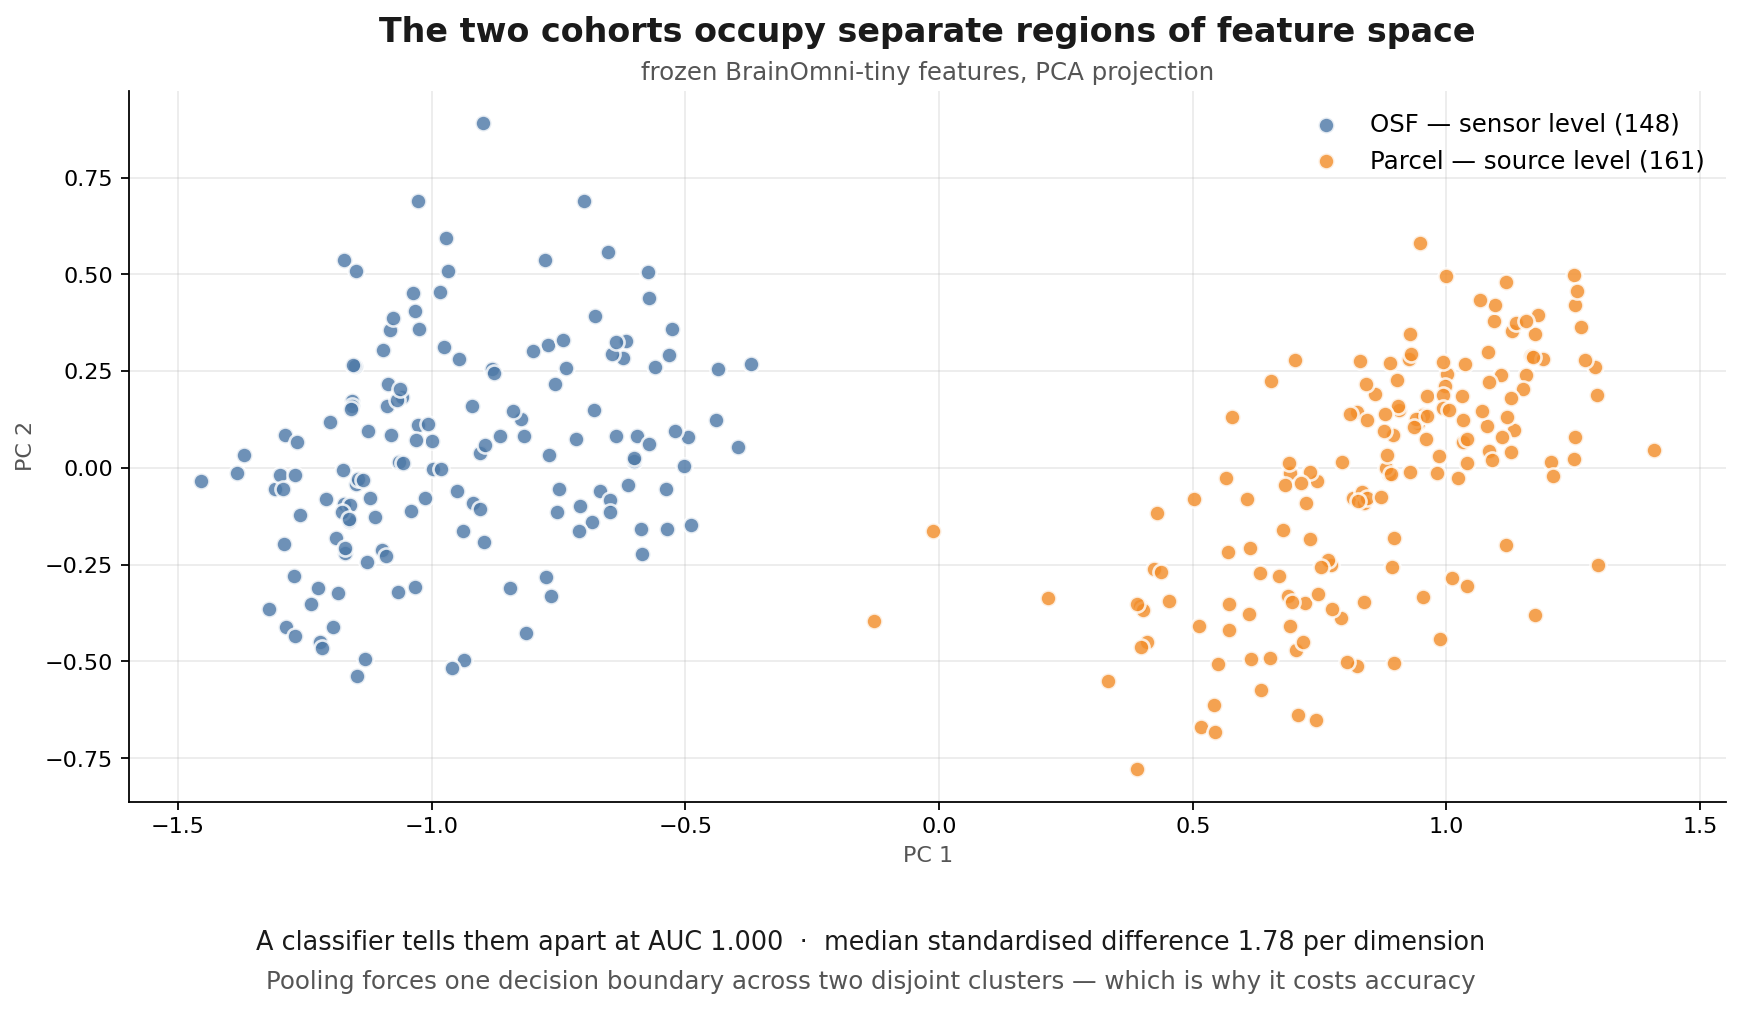 The two cohorts occupy separate regions of feature space
frozen BrainOmni-tiny features, PCA projection
OSF — sensor level (148)
Parcel — source level (161)
PC 2
0.75
0.50
0.25
0.00
−0.25
−0.50
−0.75
−1.5
−1.0
−0.5
0.0
0.5
1.0
1.5
PC 1
A classifier tells them apart at AUC 1.000 · median standardised difference 1.78 per dimension
Pooling forces one decision boundary across two disjoint clusters — which is why it costs accuracy